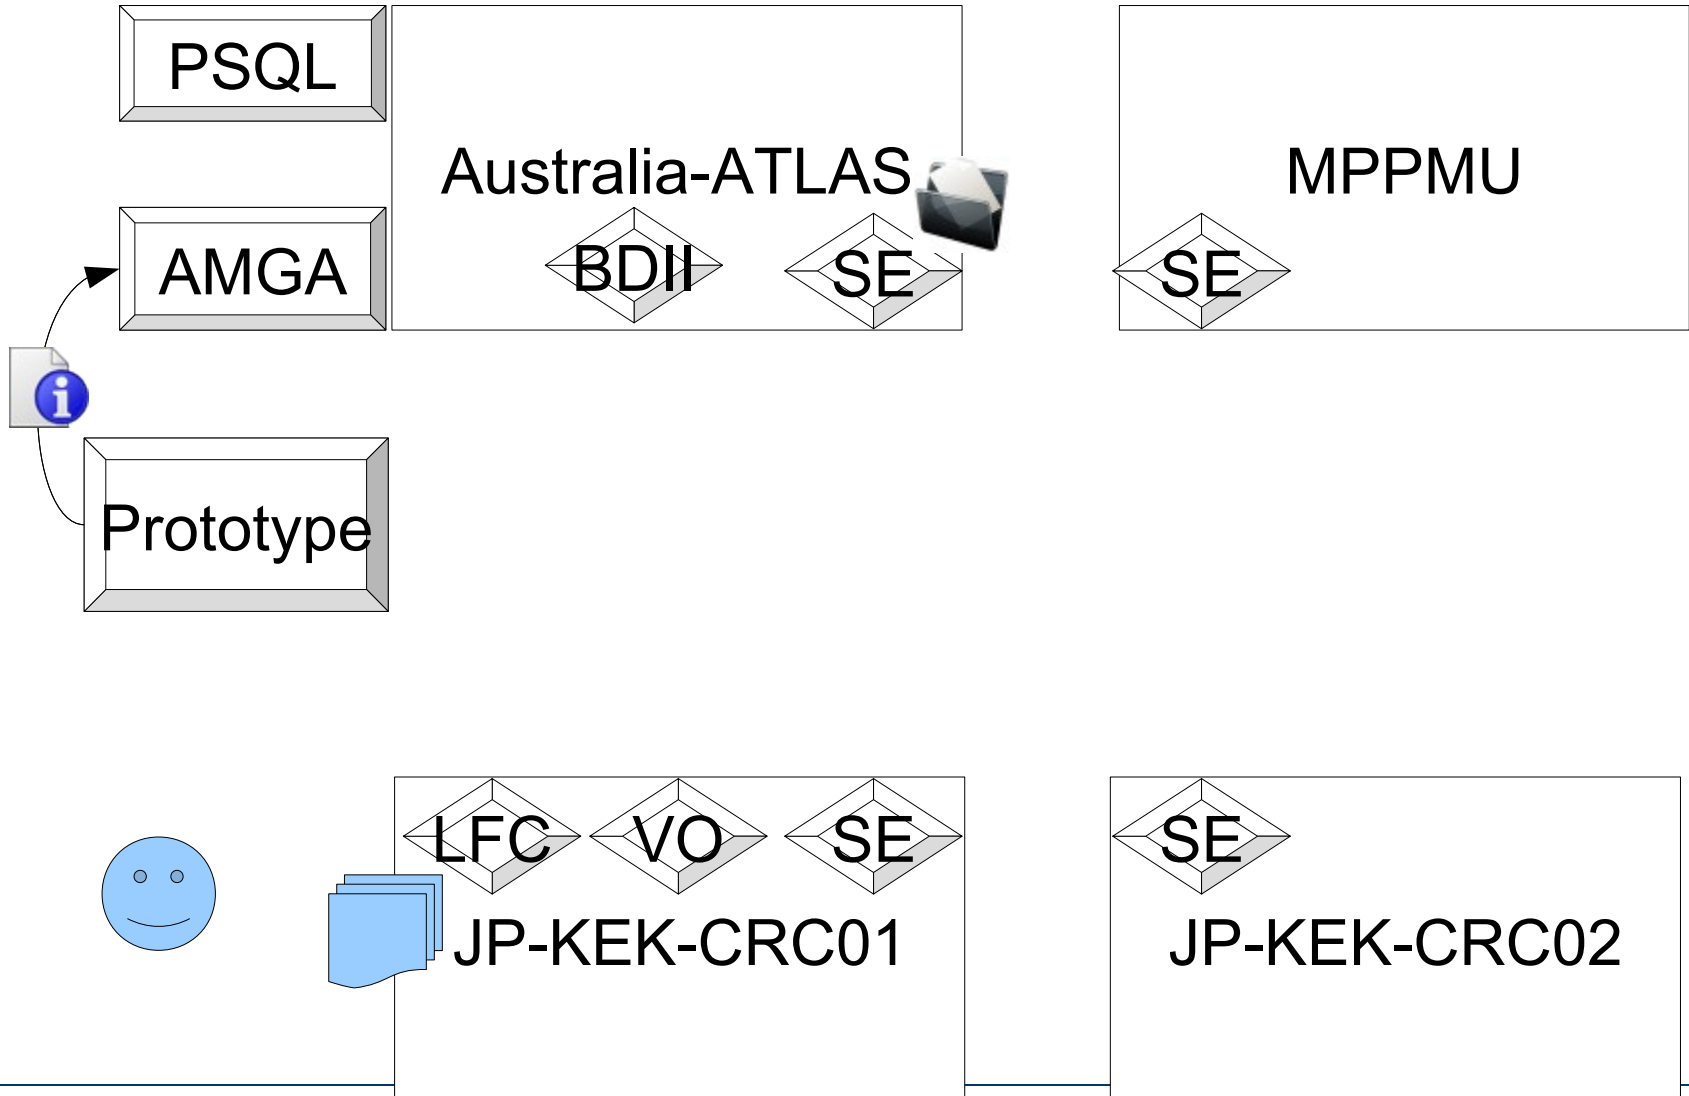 PSQL
Australia-ATLAS
MPPMU
AMGA
BDII
SE
SE
i
Prototype
LFC
VO
SE
SE
JP-KEK-CRC01
JP-KEK-CRC02